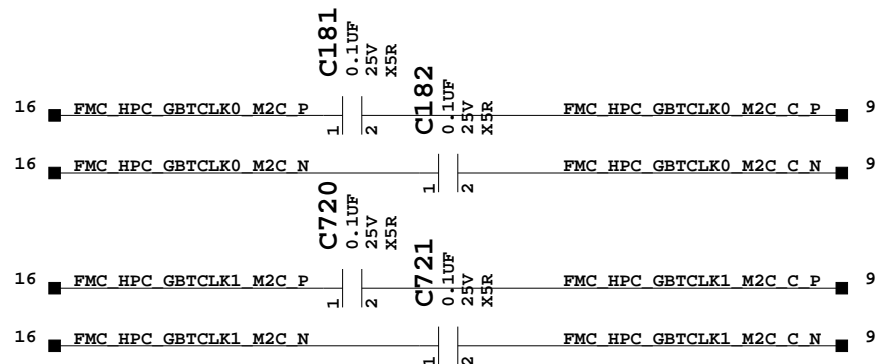 C181
0.1UF
25V
X5R
16 FMC_HPC_GBTCLK0_M2C_P 1 2 FMC_HPC_GBTCLK0_M2C_C_P 9
C182
0.1UF
25V
X5R
16 FMC_HPC_GBTCLK0_M2C_N 1 2 FMC_HPC_GBTCLK0_M2C_C_N 9
C720
0.1UF
25V
X5R
16 FMC_HPC_GBTCLK1_M2C_P 1 2 FMC_HPC_GBTCLK1_M2C_C_P 9
C721
0.1UF
25V
X5R
16 FMC_HPC_GBTCLK1_M2C_N 1 2 FMC_HPC_GBTCLK1_M2C_C_N 9